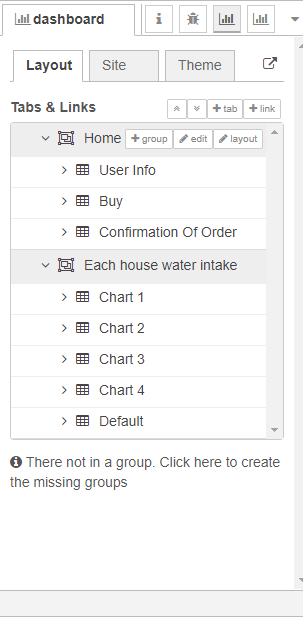 dashboard
Layout Site Theme
Tabs & Links +tab +link
Home +group edit layout
User Info
Buy
Confirmation Of Order
Each house water intake
Chart 1
Chart 2
Chart 3
Chart 4
Default
There not in a group. Click here to create
the missing groups